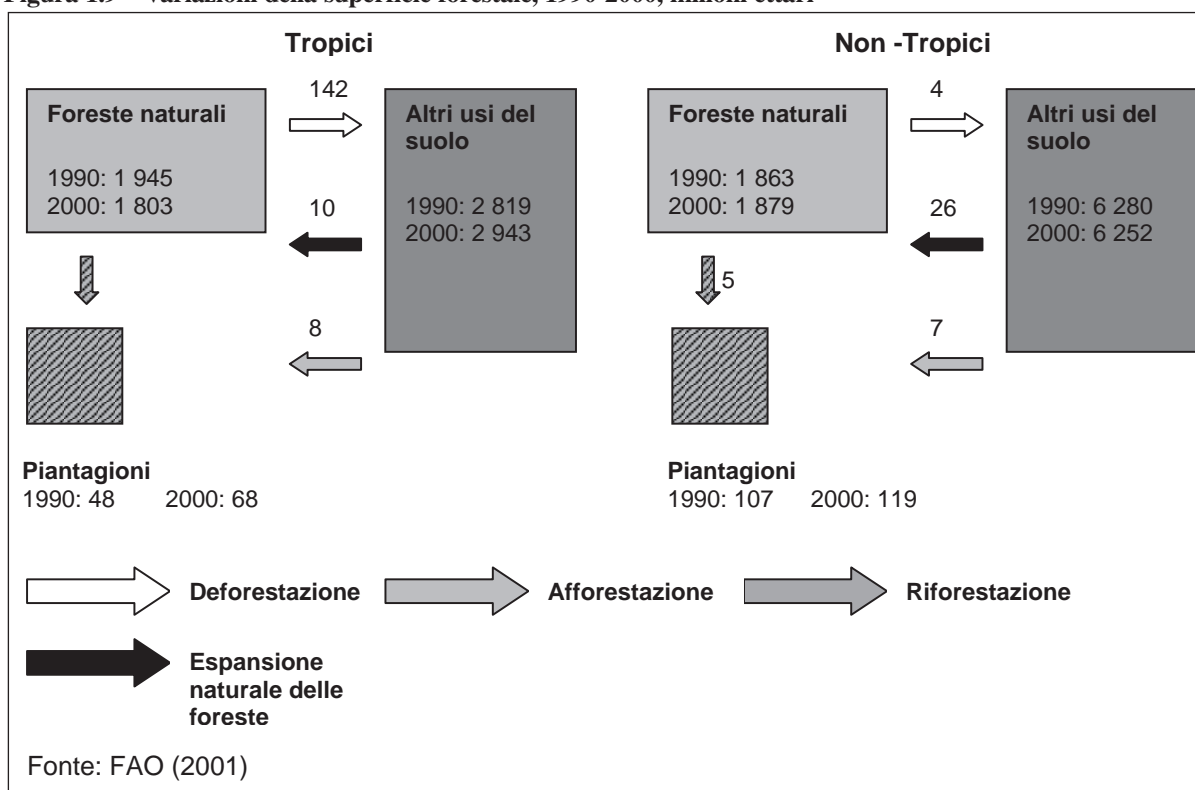 Figura Variazioni della superficie forestale, 1990-2000, milioni ettari
Tropici
142
Foreste naturali
1990: 1 945
2000: 1 803
Altri usi del
suolo
1990: 2 819
2000: 2 943
10
8
Piantagioni
1990: 48 2000: 68
Non -Tropici
4
Foreste naturali
1990: 1 863
2000: 1 879
Altri usi del
suolo
1990: 6 280
2000: 6 252
26
5
7
Piantagioni
1990: 107 2000: 119
Deforestazione
Afforestazione
Riforestazione
Espansione
naturale delle
foreste
Fonte: FAO (2001)